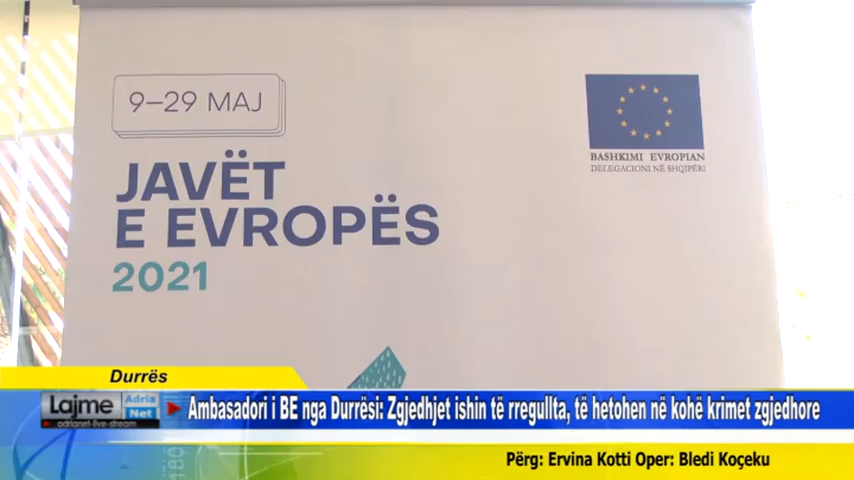 9–29 MAJ
JAVËT
E EVROPËS
2021
BASHKIMI EVROPIAN
DELEGACIONI NË SHQIPËRI
Durrës
Lajme Adria Net
adrianet-live-stream
Ambasadori i BE nga Durrësi: Zgjedhjet ishin të rregullta, të hetohen në kohë krimet zgjedhore
180
Përg: Ervina Kotti Oper: Bledi Koçeku